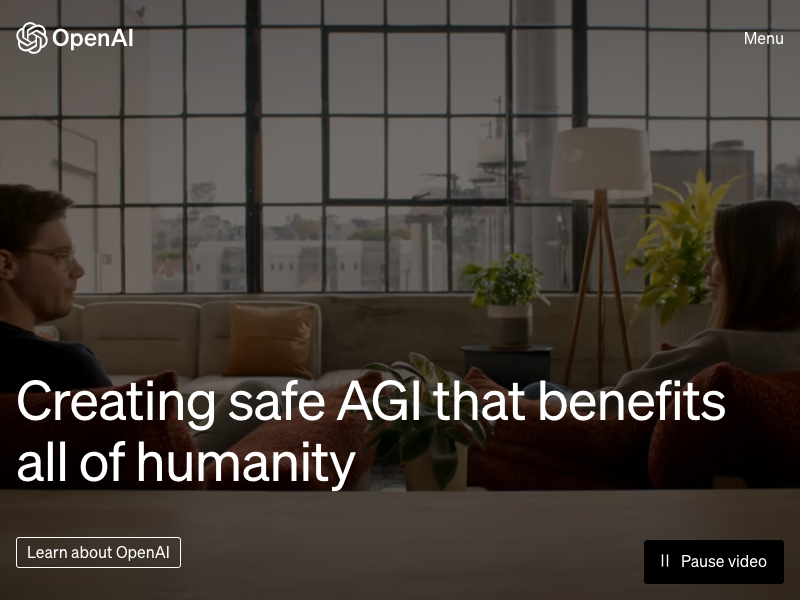 OpenAI
Menu
Creating safe AGI that benefits
all of humanity
Learn about OpenAI
Pause video